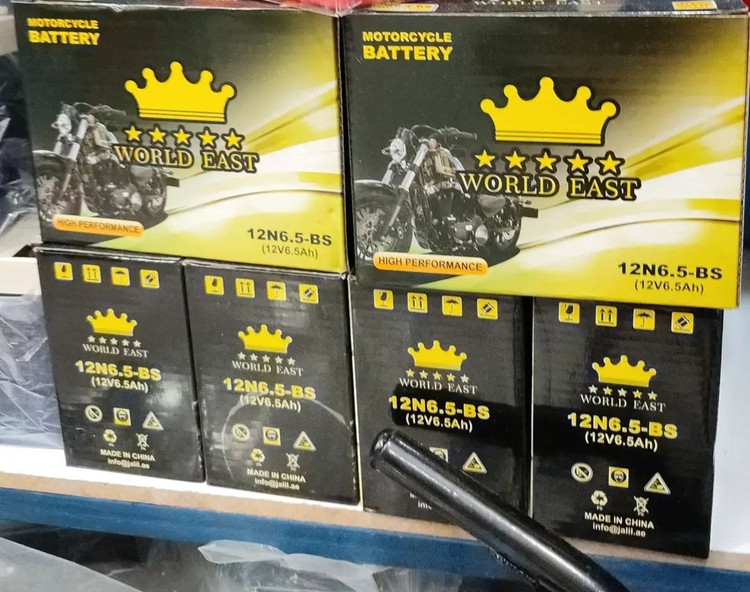 MOTORCYCLE
BATTERY
WORLD EAST
HIGH PERFORMANCE
12N6.5-BS
(12V6.5Ah)
MOTORCYCLE
BATTERY
WORLD EAST
HIGH PERFORMANCE
12N6.5-BS
(12V6.5Ah)
WORLD EAST
12N6.5-BS
(12V6.5Ah)
MADE IN CHINA
info@jalil.ae
WORLD EAST
12N6.5-BS
(12V6.5Ah)
MADE IN CHINA
info@jalil.ae
WORLD EAST
12N6.5-BS
(12V6.5Ah)
WORLD EAST
12N6.5-BS
(12V6.5Ah)
MADE IN CHINA
info@jalil.ae